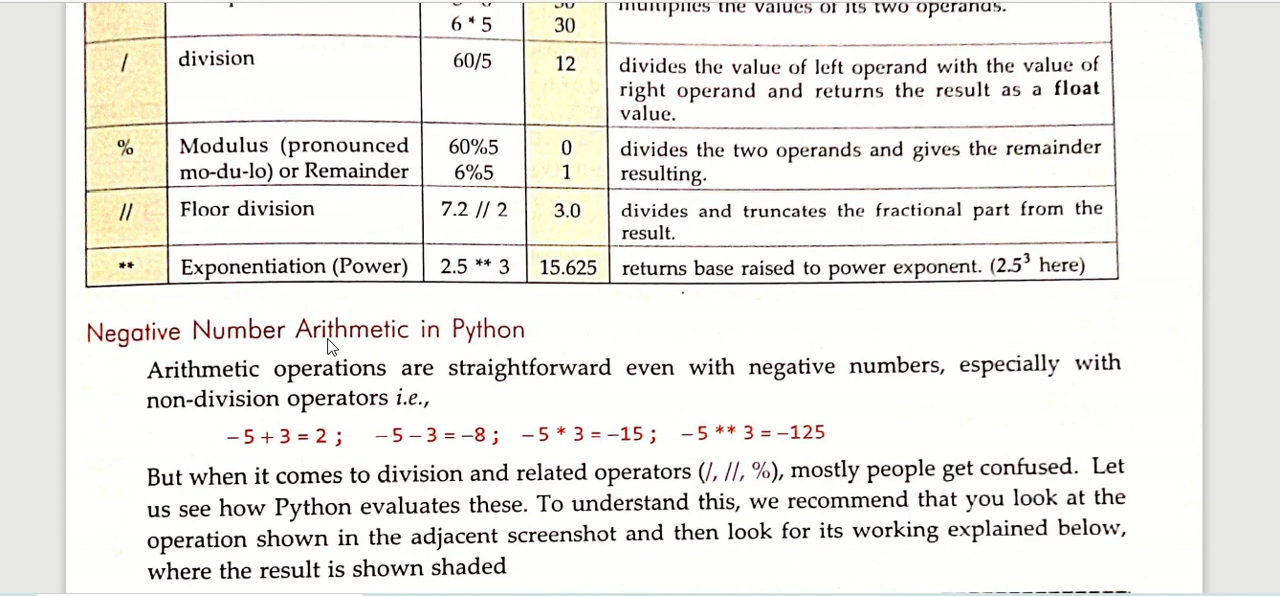 30
multiplies the values of its two operands.
6 * 5 30
/ division 60/5 12 divides the value of left operand with the value of
right operand and returns the result as a float
value.
% Modulus (pronounced 60%5 0 divides the two operands and gives the remainder
mo-du-lo) or Remainder 6%5 1 resulting.
// Floor division 7.2 // 2 3.0 divides and truncates the fractional part from the
result.
** Exponentiation (Power) 2.5 ** 3 15.625 returns base raised to power exponent. (2.5³ here)
Negative Number Arithmetic in Python
Arithmetic operations are straightforward even with negative numbers, especially with
non-division operators i.e.,
–5+3=2; –5–3=–8; –5 * 3=–15; –5 ** 3=–125
But when it comes to division and related operators (/, //, %), mostly people get confused. Let
us see how Python evaluates these. To understand this, we recommend that you look at the
operation shown in the adjacent screenshot and then look for its working explained below,
where the result is shown shaded